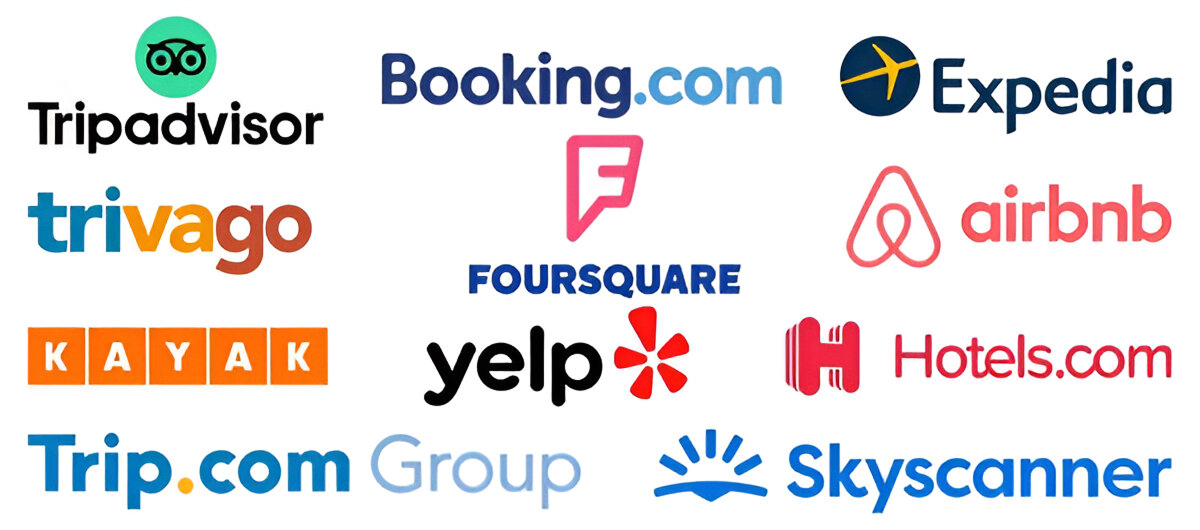 Tripadvisor
Booking.com
Expedia
trivago
FOURSQUARE
airbnb
KAYAK
yelp
Hotels.com
Trip.com Group
Skyscanner